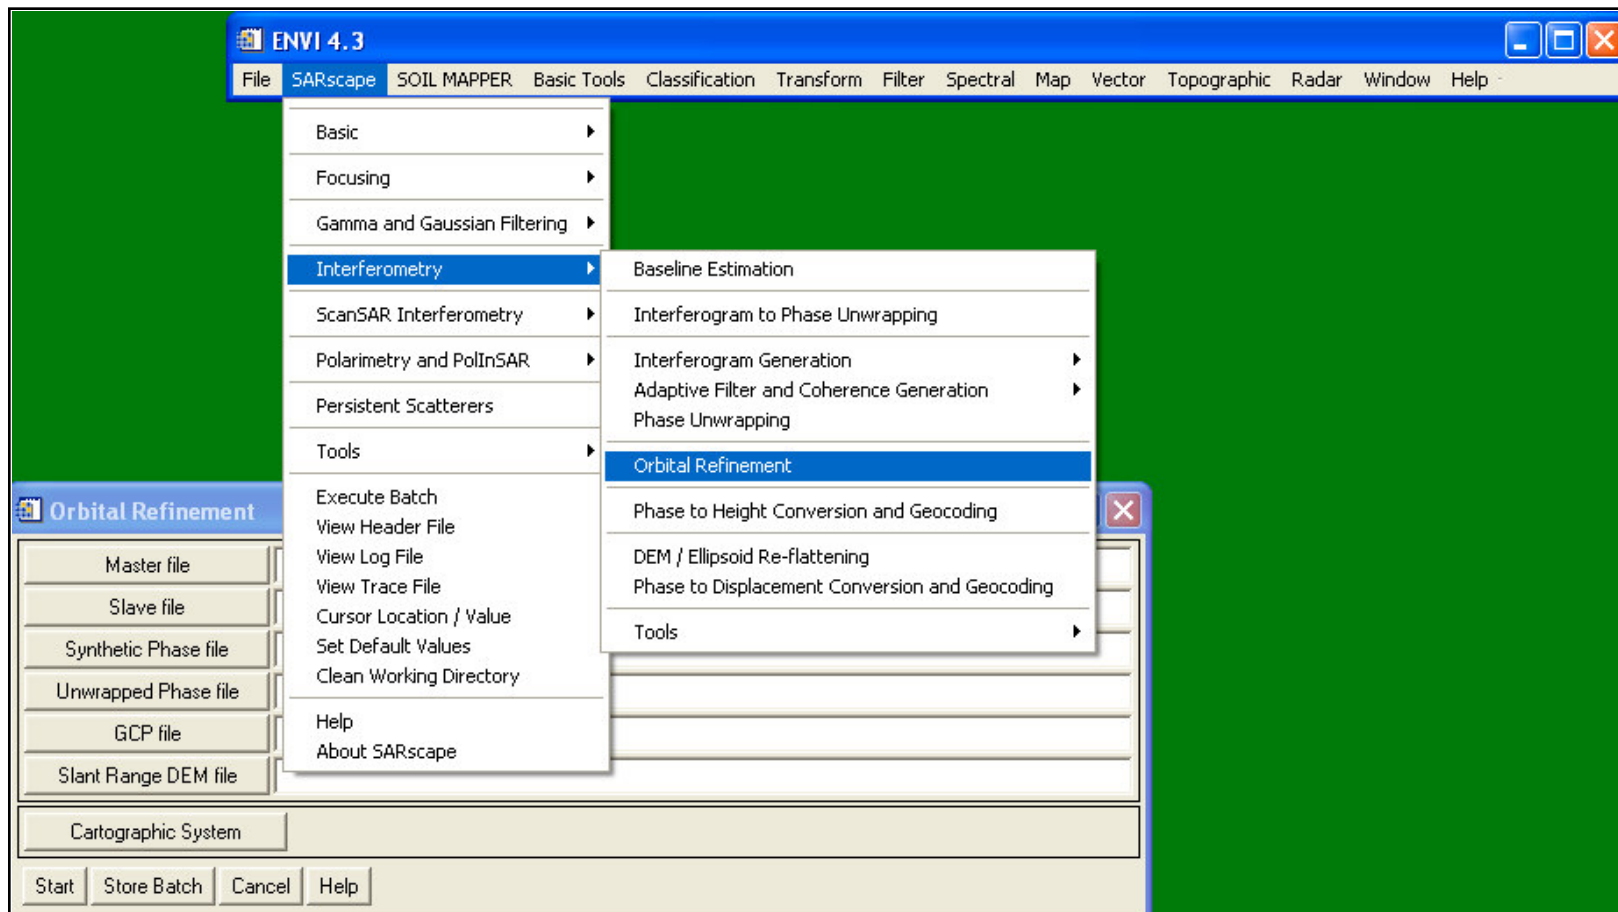 ENVI 4.3
File SARscape SOIL MAPPER Basic Tools Classification Transform Filter Spectral Map Vector Topographic Radar Window Help
Basic
Focusing
Gamma and Gaussian Filtering
Interferometry
ScanSAR Interferometry
Polarimetry and PolInSAR
Persistent Scatterers
Tools
Execute Batch
View Header File
View Log File
View Trace File
Cursor Location / Value
Set Default Values
Clean Working Directory
Help
About SARscape
Baseline Estimation
Interferogram to Phase Unwrapping
Interferogram Generation
Adaptive Filter and Coherence Generation
Phase Unwrapping
Orbital Refinement
Phase to Height Conversion and Geocoding
DEM / Ellipsoid Re-flattening
Phase to Displacement Conversion and Geocoding
Tools
Orbital Refinement
Master file
Slave file
Synthetic Phase file
Unwrapped Phase file
GCP file
Slant Range DEM file
Cartographic System
Start Store Batch Cancel Help